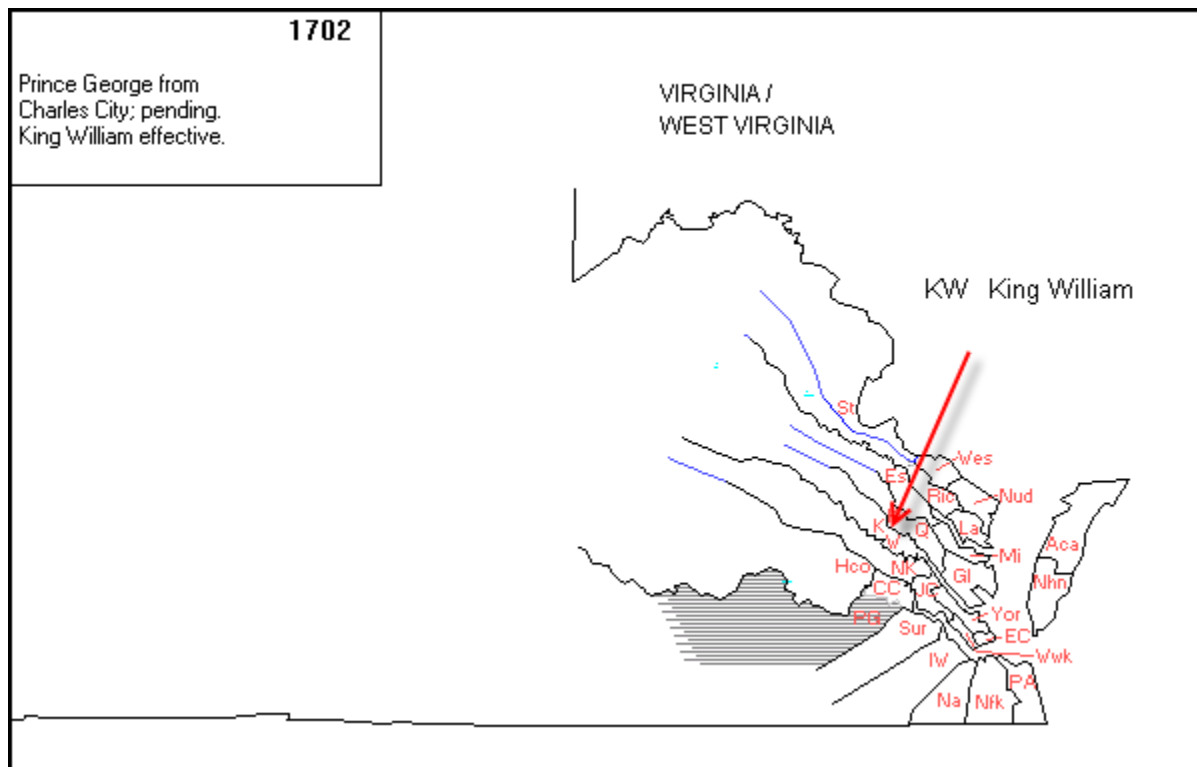 1702
Prince George from
Charles City; pending.
King William effective.
VIRGINIA /
WEST VIRGINIA
KW King William
St
Wes
Es
Ric
Nud
K
Q
La
W
Mi
Aca
Hco
NK
Gl
CC
JC
Nhn
Yor
Sur
EC
IW
Wwk
PA
Na
Nfk